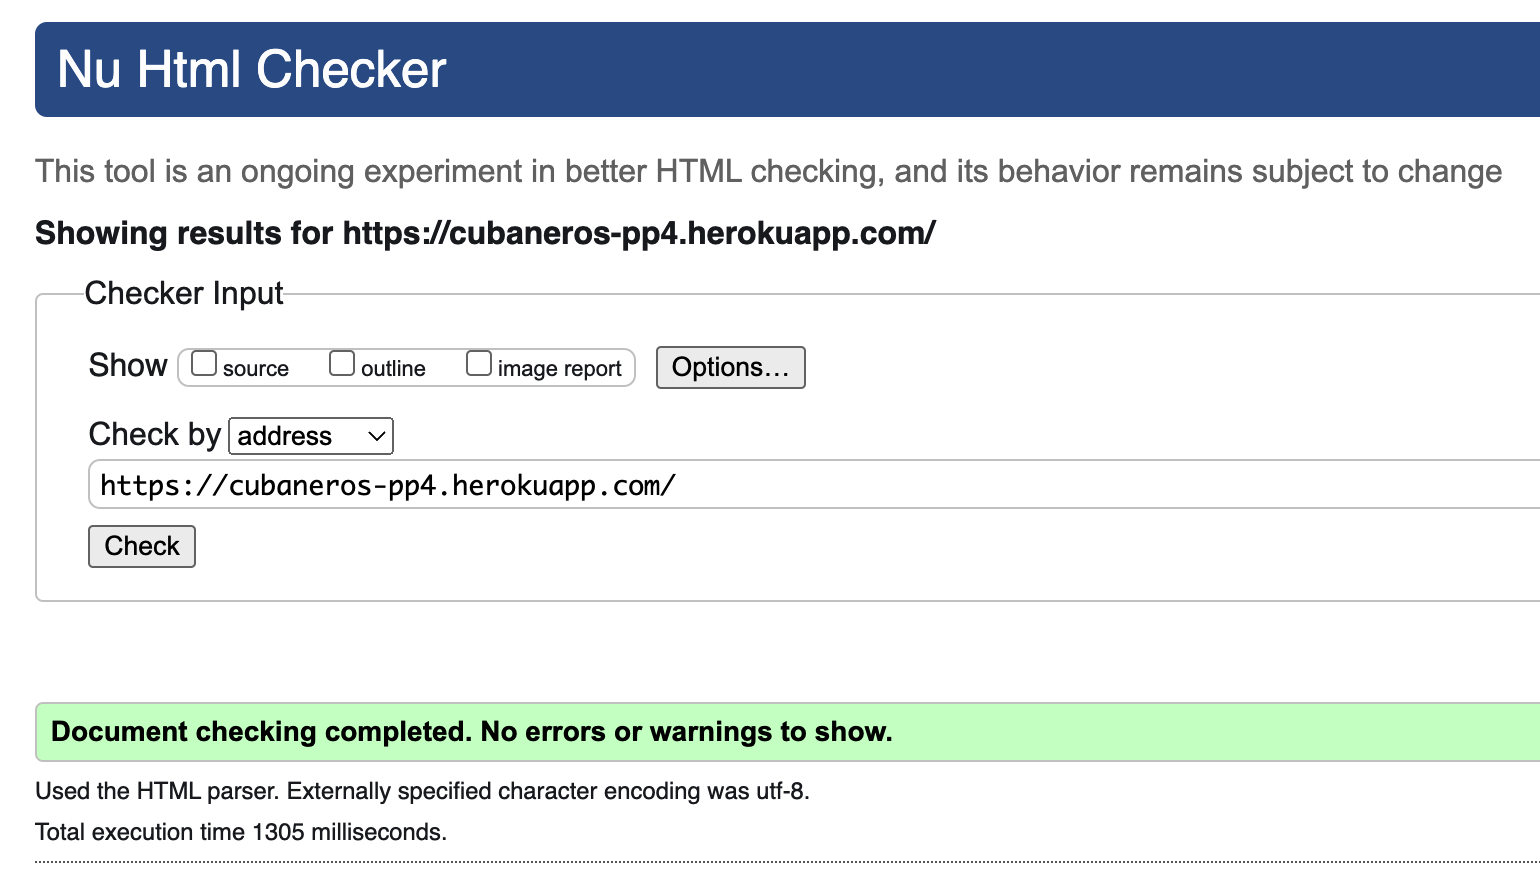 Nu Html Checker
This tool is an ongoing experiment in better HTML checking, and its behavior remains subject to change
Showing results for https://cubaneros-pp4.herokuapp.com/
Checker Input
Show source outline image report Options...
Check by address
https://cubaneros-pp4.herokuapp.com/
Check
Document checking completed. No errors or warnings to show.
Used the HTML parser. Externally specified character encoding was utf-8.
Total execution time 1305 milliseconds.